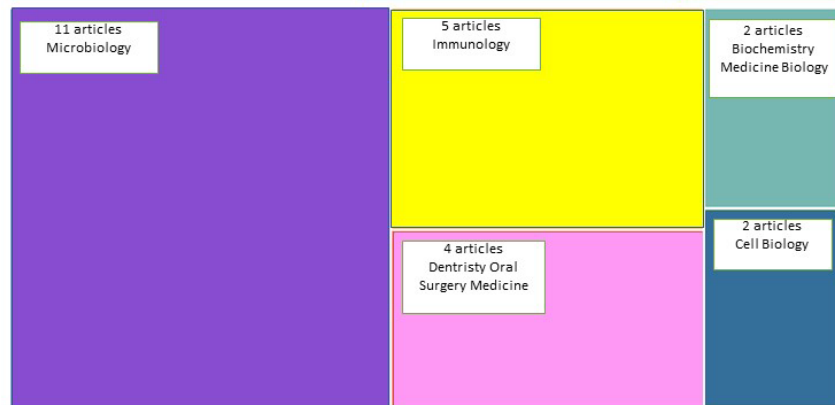 11 articles
Microbiology
5 articles
Immunology
2 articles
Biochemistry
Medicine Biology
4 articles
Dentristy Oral
Surgery Medicine
2 articles
Cell Biology